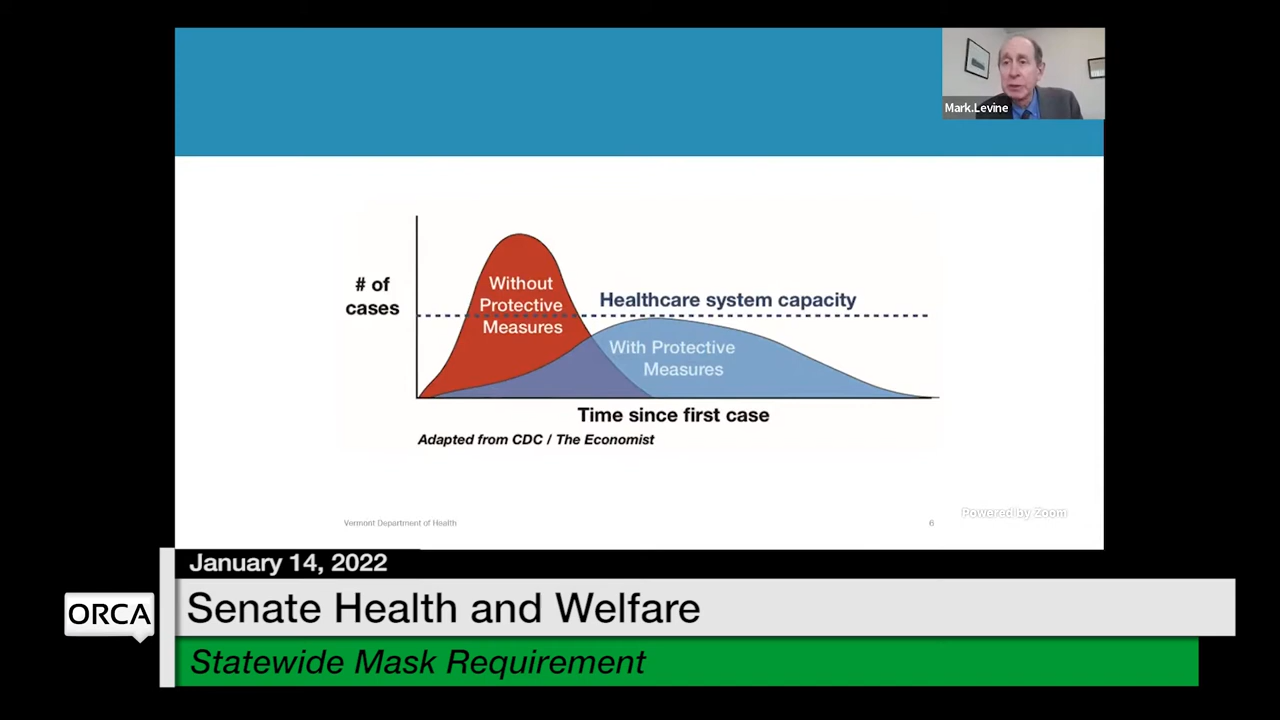 Mark.Levine
# of
cases
Without
Protective
Measures
Healthcare system capacity
With Protective
Measures
Time since first case
Adapted from CDC / The Economist
Vermont Department of Health
6
Powered by Zoom
January 14, 2022
ORCA
Senate Health and Welfare
Statewide Mask Requirement